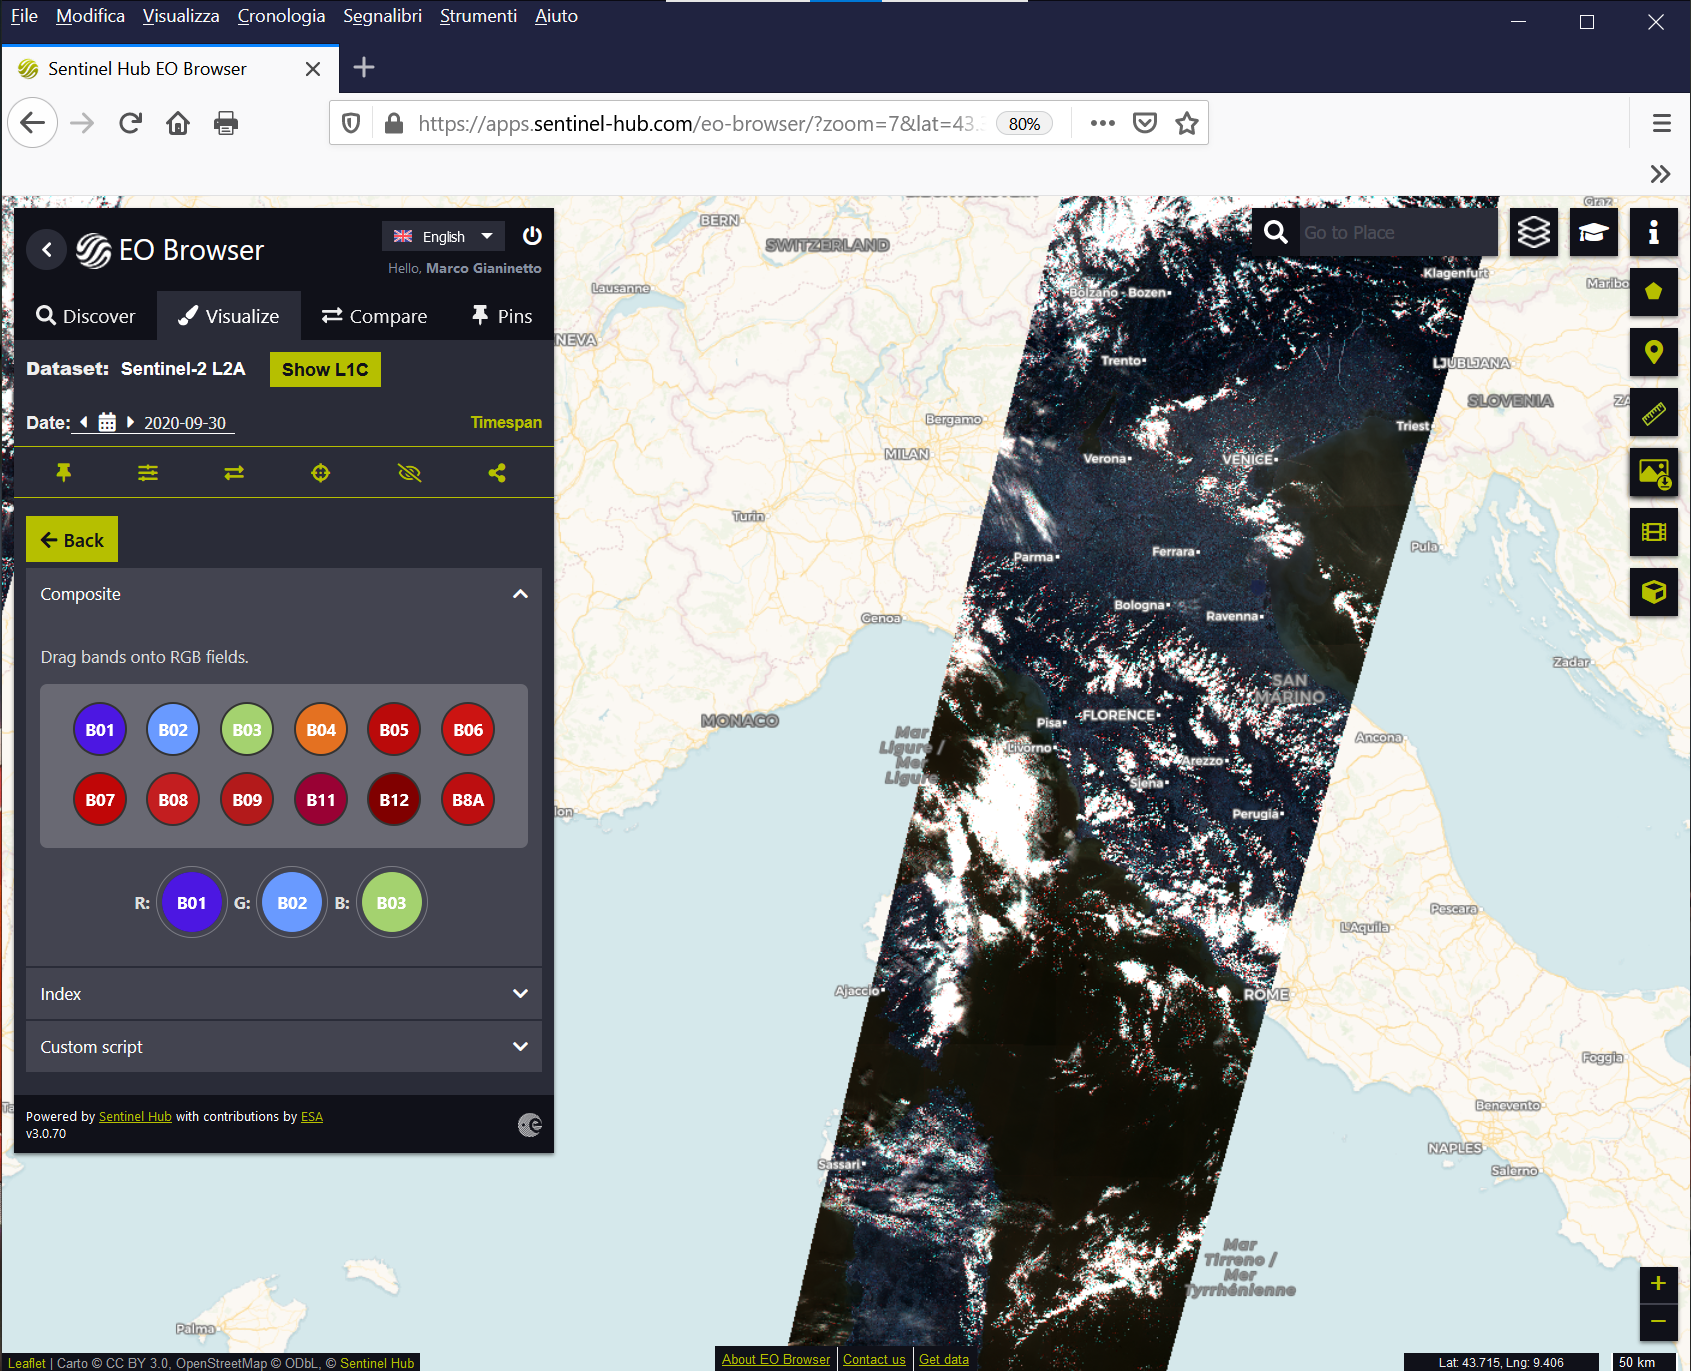 File Modifica Visualizza Cronologia Segnalibri Strumenti Aiuto
Sentinel Hub EO Browser
https://apps.sentinel-hub.com/eo-browser/?zoom=7&lat=43. 80%
EO Browser
English
Hello, Marco Gianinetto
Discover Visualize Compare Pins
Dataset: Sentinel-2 L2A Show L1C
Date: 2020-09-30 Timespan
Back
Composite
Drag bands onto RGB fields.
B01 B02 B03 B04 B05 B06
B07 B08 B09 B11 B12 B8A
R: B01 G: B02 B: B03
Index
Custom script
Powered by Sentinel Hub with contributions by ESA
v3.0.70
Go to Place
BERN
SWITZERLAND
Graz
Klagenfurt
Lausanne
Bolzano - Bozen
Maribo
NEVA
Trento
LJUBLJANA
SLOVENIA
ZA
Bergamo
Triest
MILAN
Verona
VENICE
Turin
Parma
Ferrara
Pula
Genoa
Bologna
Ravenna
Zadar
SAN
MARINO
MONACO
Pisa
FLORENCE
Mar
Ligure /
Mer
Ligure
Livorno
Ancona
Arezzo
Siena
lon
Perugia
Pescara
L'Aquila
Ajaccio
ROME
Foggia
Benevento
NAPLES
Salerno
Sassari
Mar
Tirreno /
Mer
Tyrrhénienne
Palma
+
−
Leaflet | Carto © CC BY 3.0, OpenStreetMap © ODbL, © Sentinel Hub
About EO Browser Contact us Get data
Lat: 43.715, Lng: 9.406
50 km